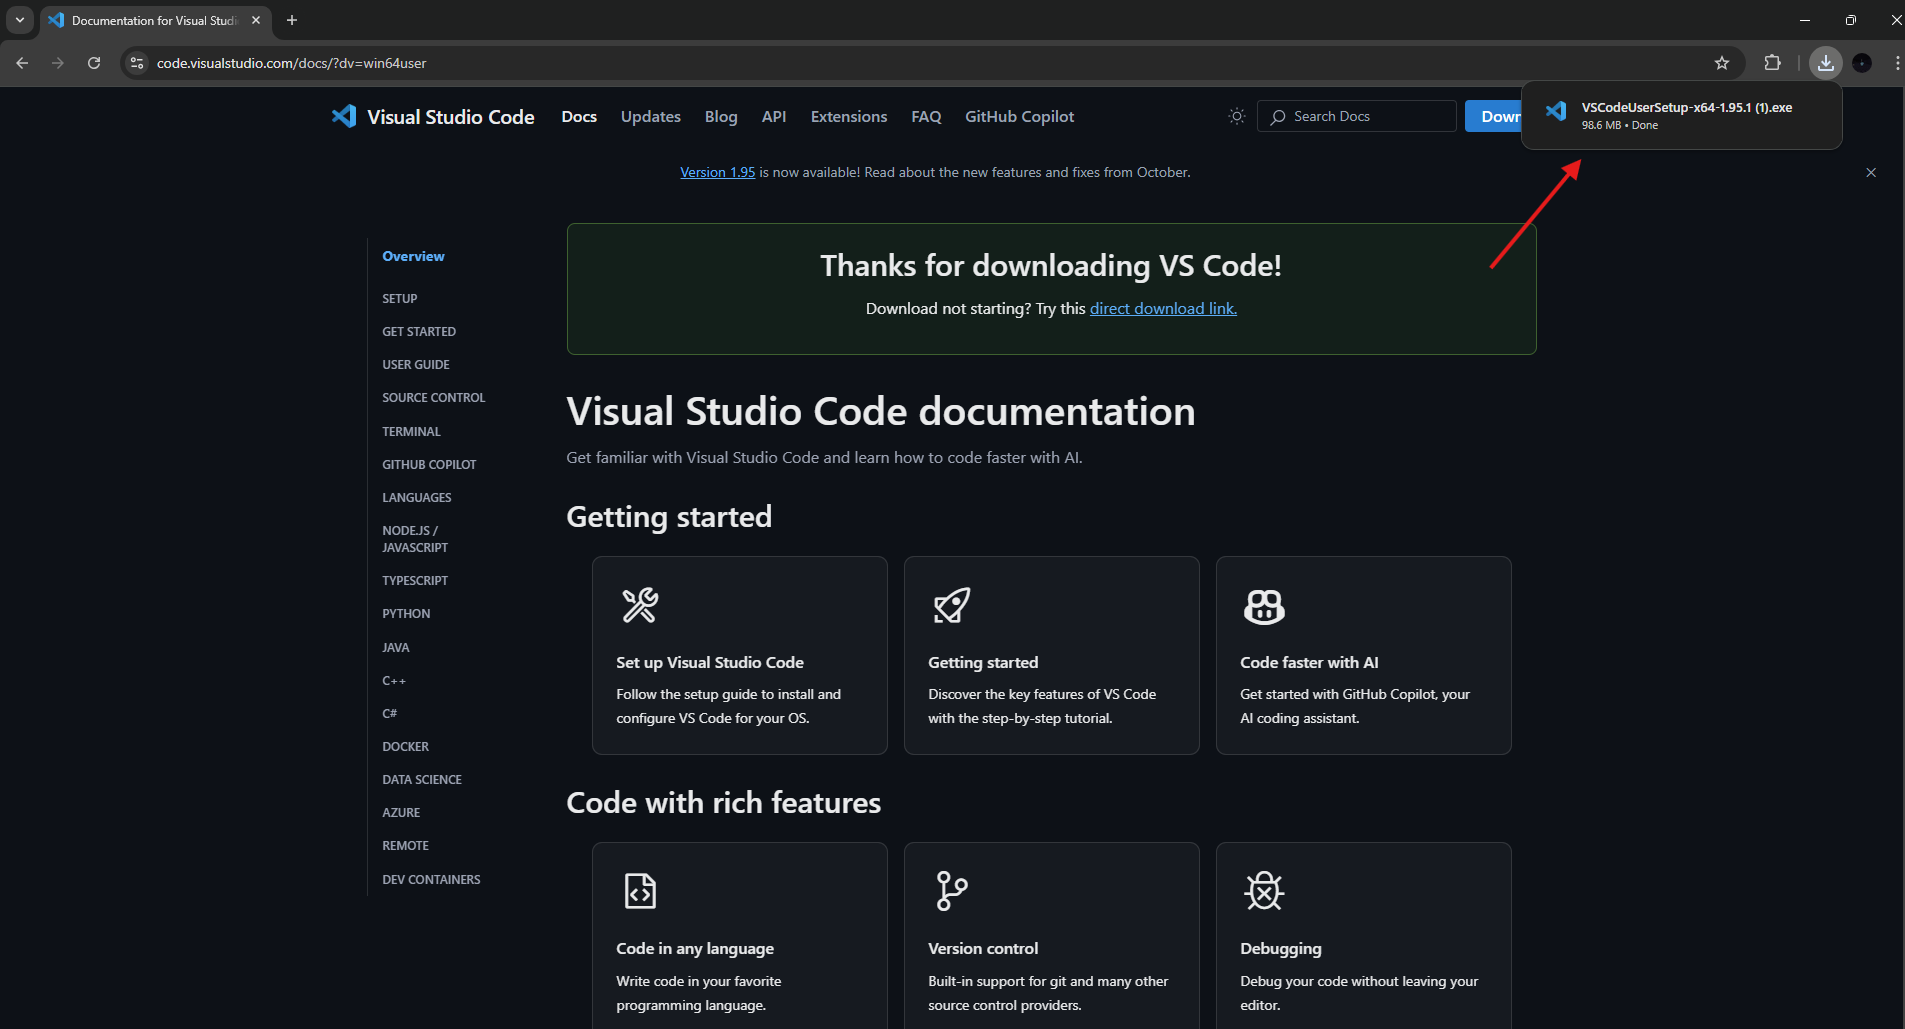 Documentation for Visual Studi
code.visualstudio.com/docs/?dv=win64user
VSCodeUserSetup-x64-1.95.1 (1).exe
98.6 MB • Done
Visual Studio Code
Docs
Updates
Blog
API
Extensions
FAQ
GitHub Copilot
Search Docs
Down
Version 1.95 is now available! Read about the new features and fixes from October.
Overview
SETUP
GET STARTED
USER GUIDE
SOURCE CONTROL
TERMINAL
GITHUB COPILOT
LANGUAGES
NODE.JS /
JAVASCRIPT
TYPESCRIPT
PYTHON
JAVA
C++
C#
DOCKER
DATA SCIENCE
AZURE
REMOTE
DEV CONTAINERS
Thanks for downloading VS Code!
Download not starting? Try this direct download link.
Visual Studio Code documentation
Get familiar with Visual Studio Code and learn how to code faster with AI.
Getting started
Set up Visual Studio Code
Follow the setup guide to install and
configure VS Code for your OS.
Getting started
Discover the key features of VS Code
with the step-by-step tutorial.
Code faster with AI
Get started with GitHub Copilot, your
AI coding assistant.
Code with rich features
Code in any language
Write code in your favorite
programming language.
Version control
Built-in support for git and many other
source control providers.
Debugging
Debug your code without leaving your
editor.